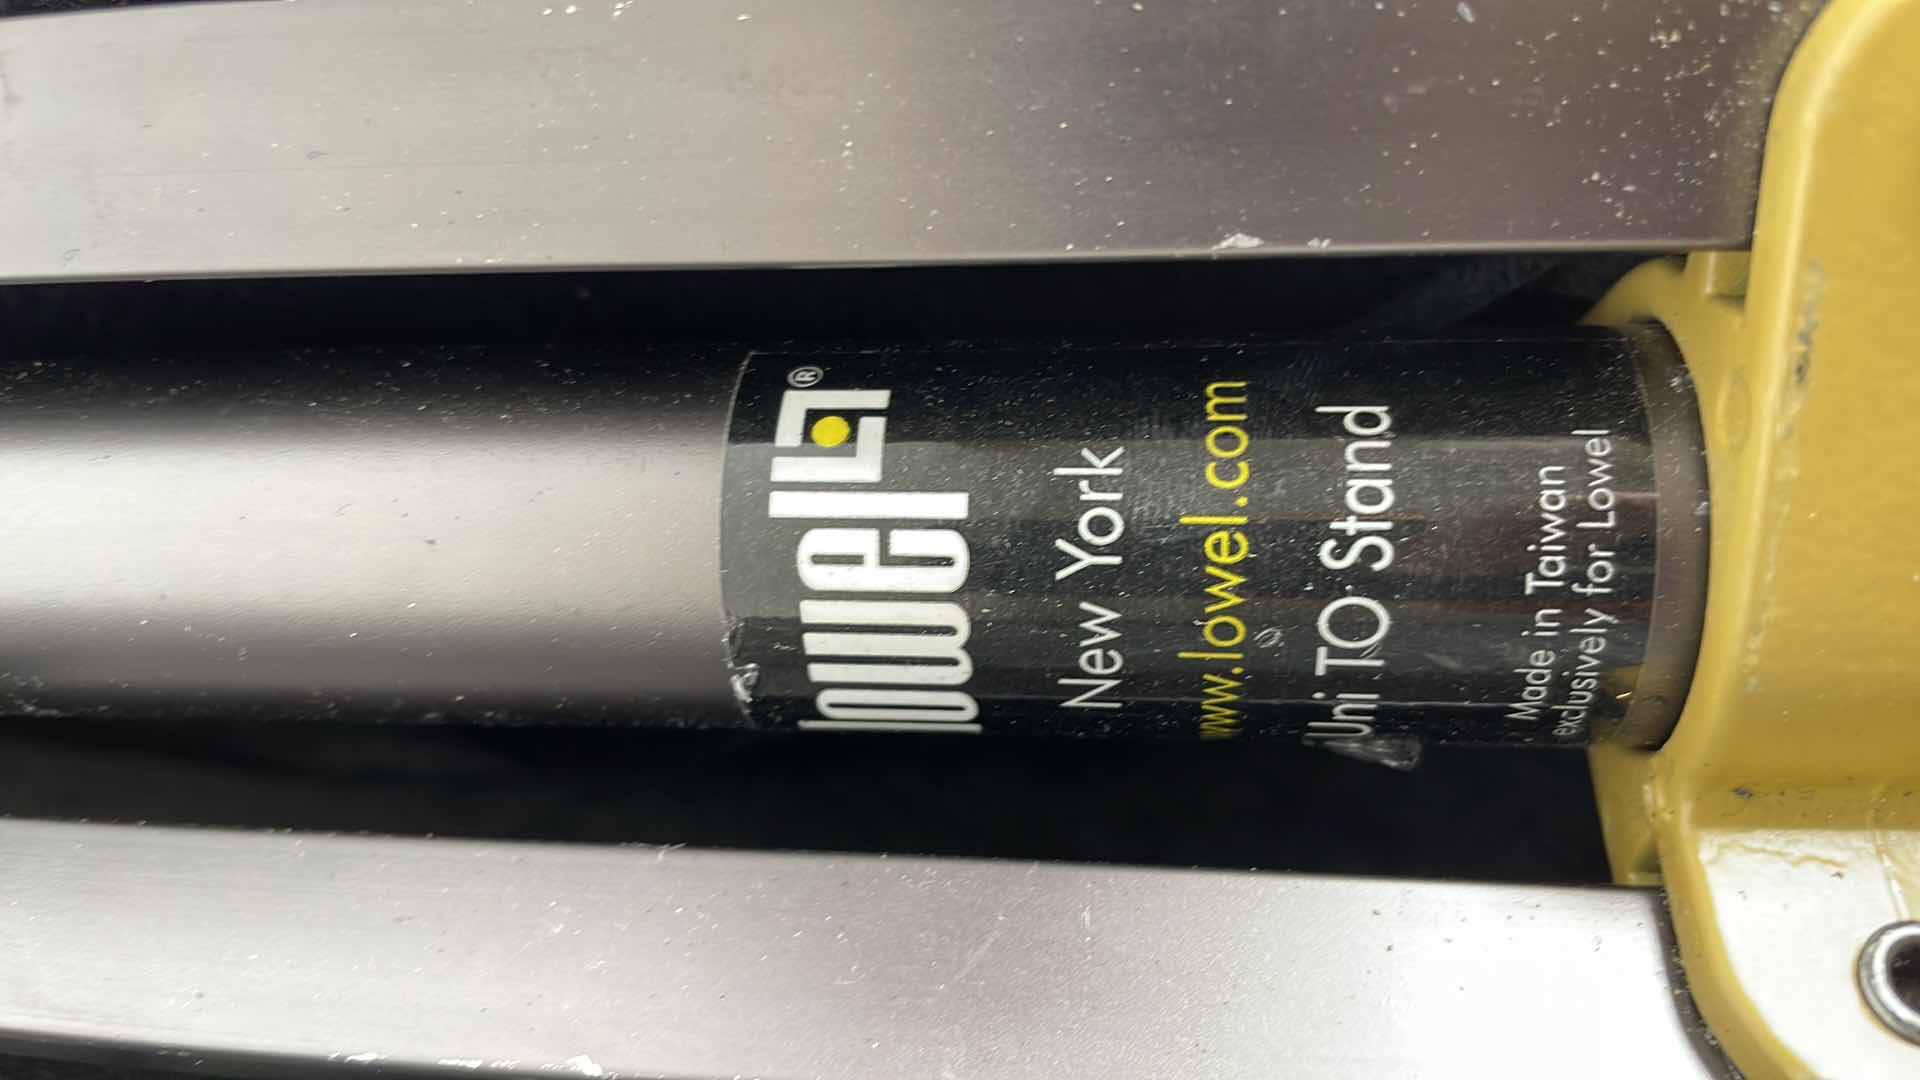 lowel®
New York
www.lowel.com
Uni TO Stand
Made in Taiwan
exclusively for Lowel